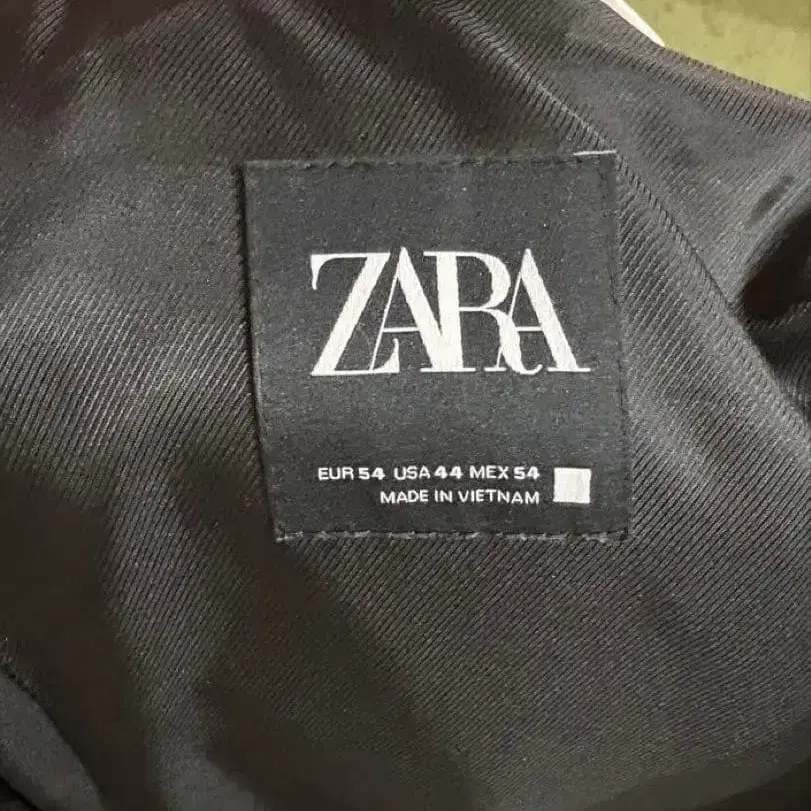 ZARA
EUR 54 USA 44 MEX 54
MADE IN VIETNAM